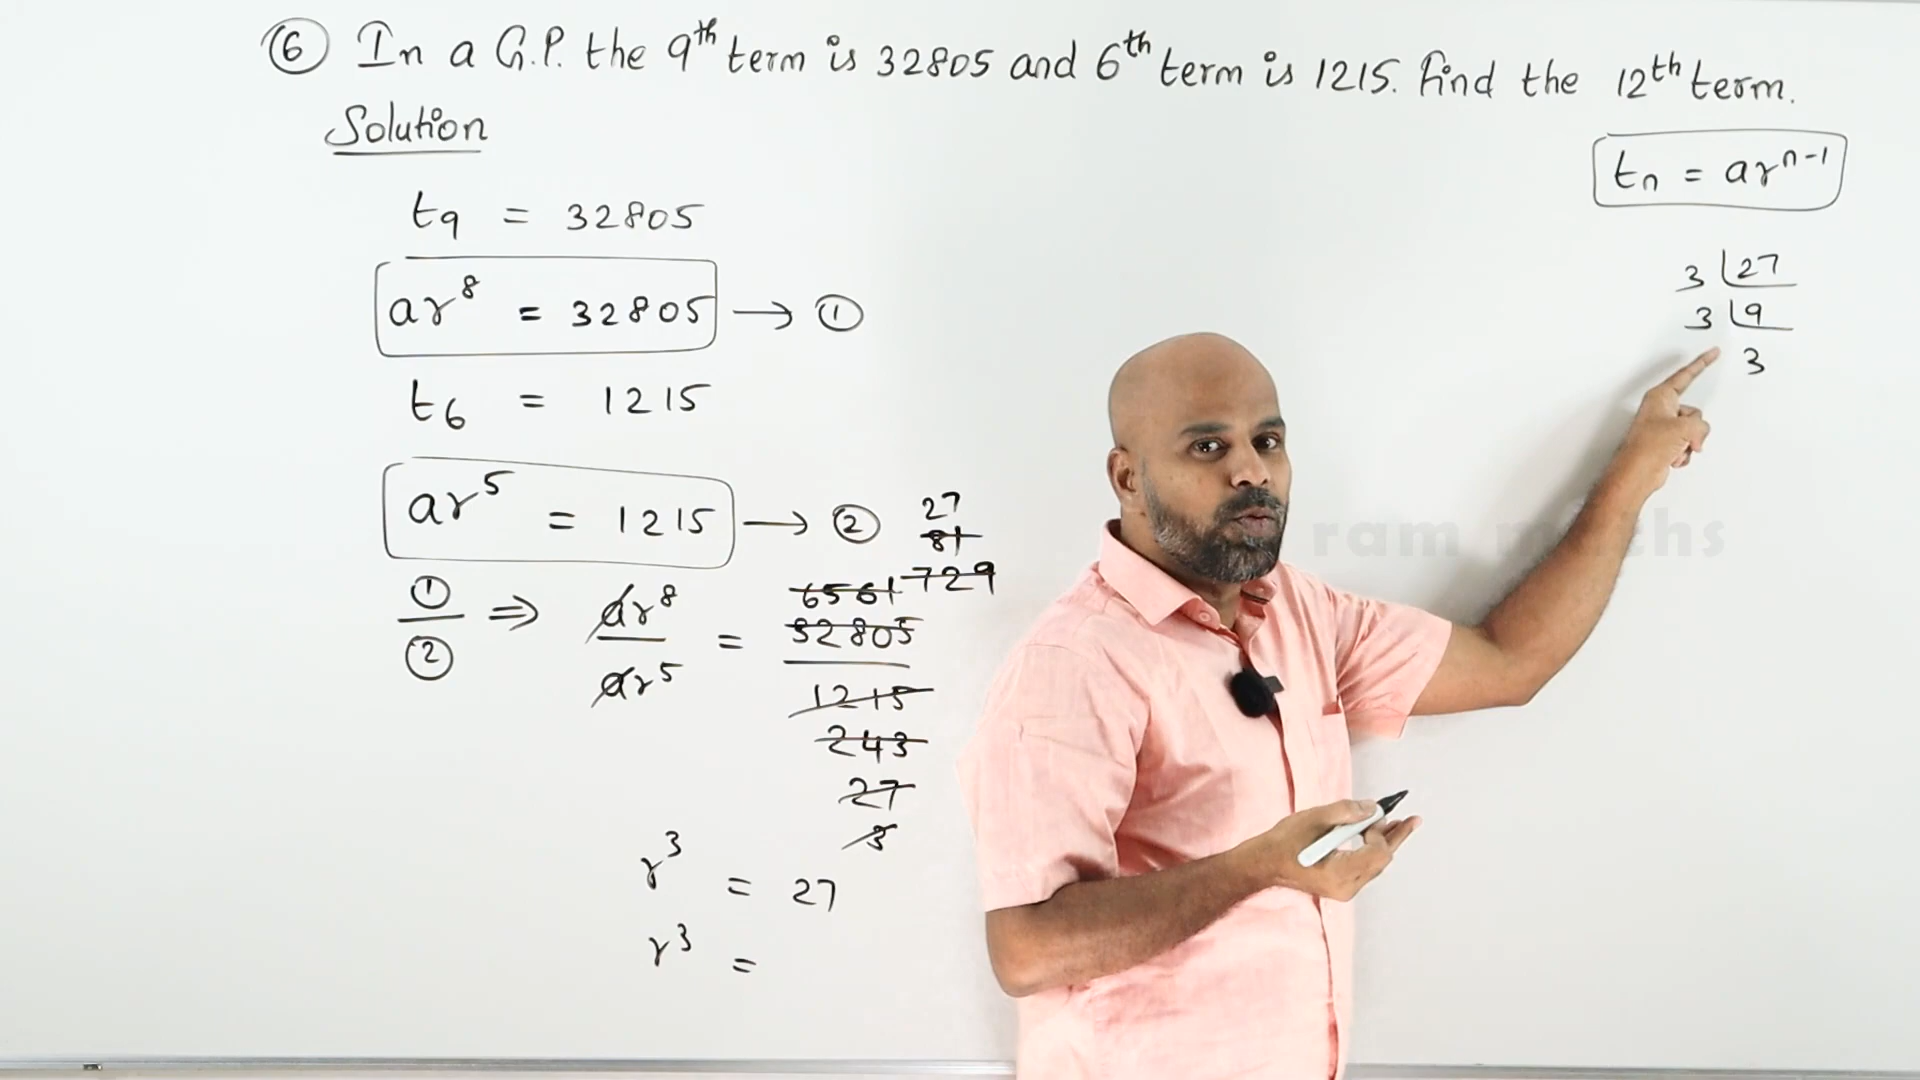 ⑥ In a G.P. the 9th term is 32805 and 6th term is 1215. Find the 12th term.
Solution
tn = ar^n-1
t9 = 32805
ar^8 = 32805 → ①
t6 = 1215
ar^5 = 1215 → ②
①/② ⇒ ar^8/ar^5 = 32805/1215
27
81
6561 729
243
27
3
r^3 = 27
r^3 =
3 | 27
3 | 9
3
ram maths